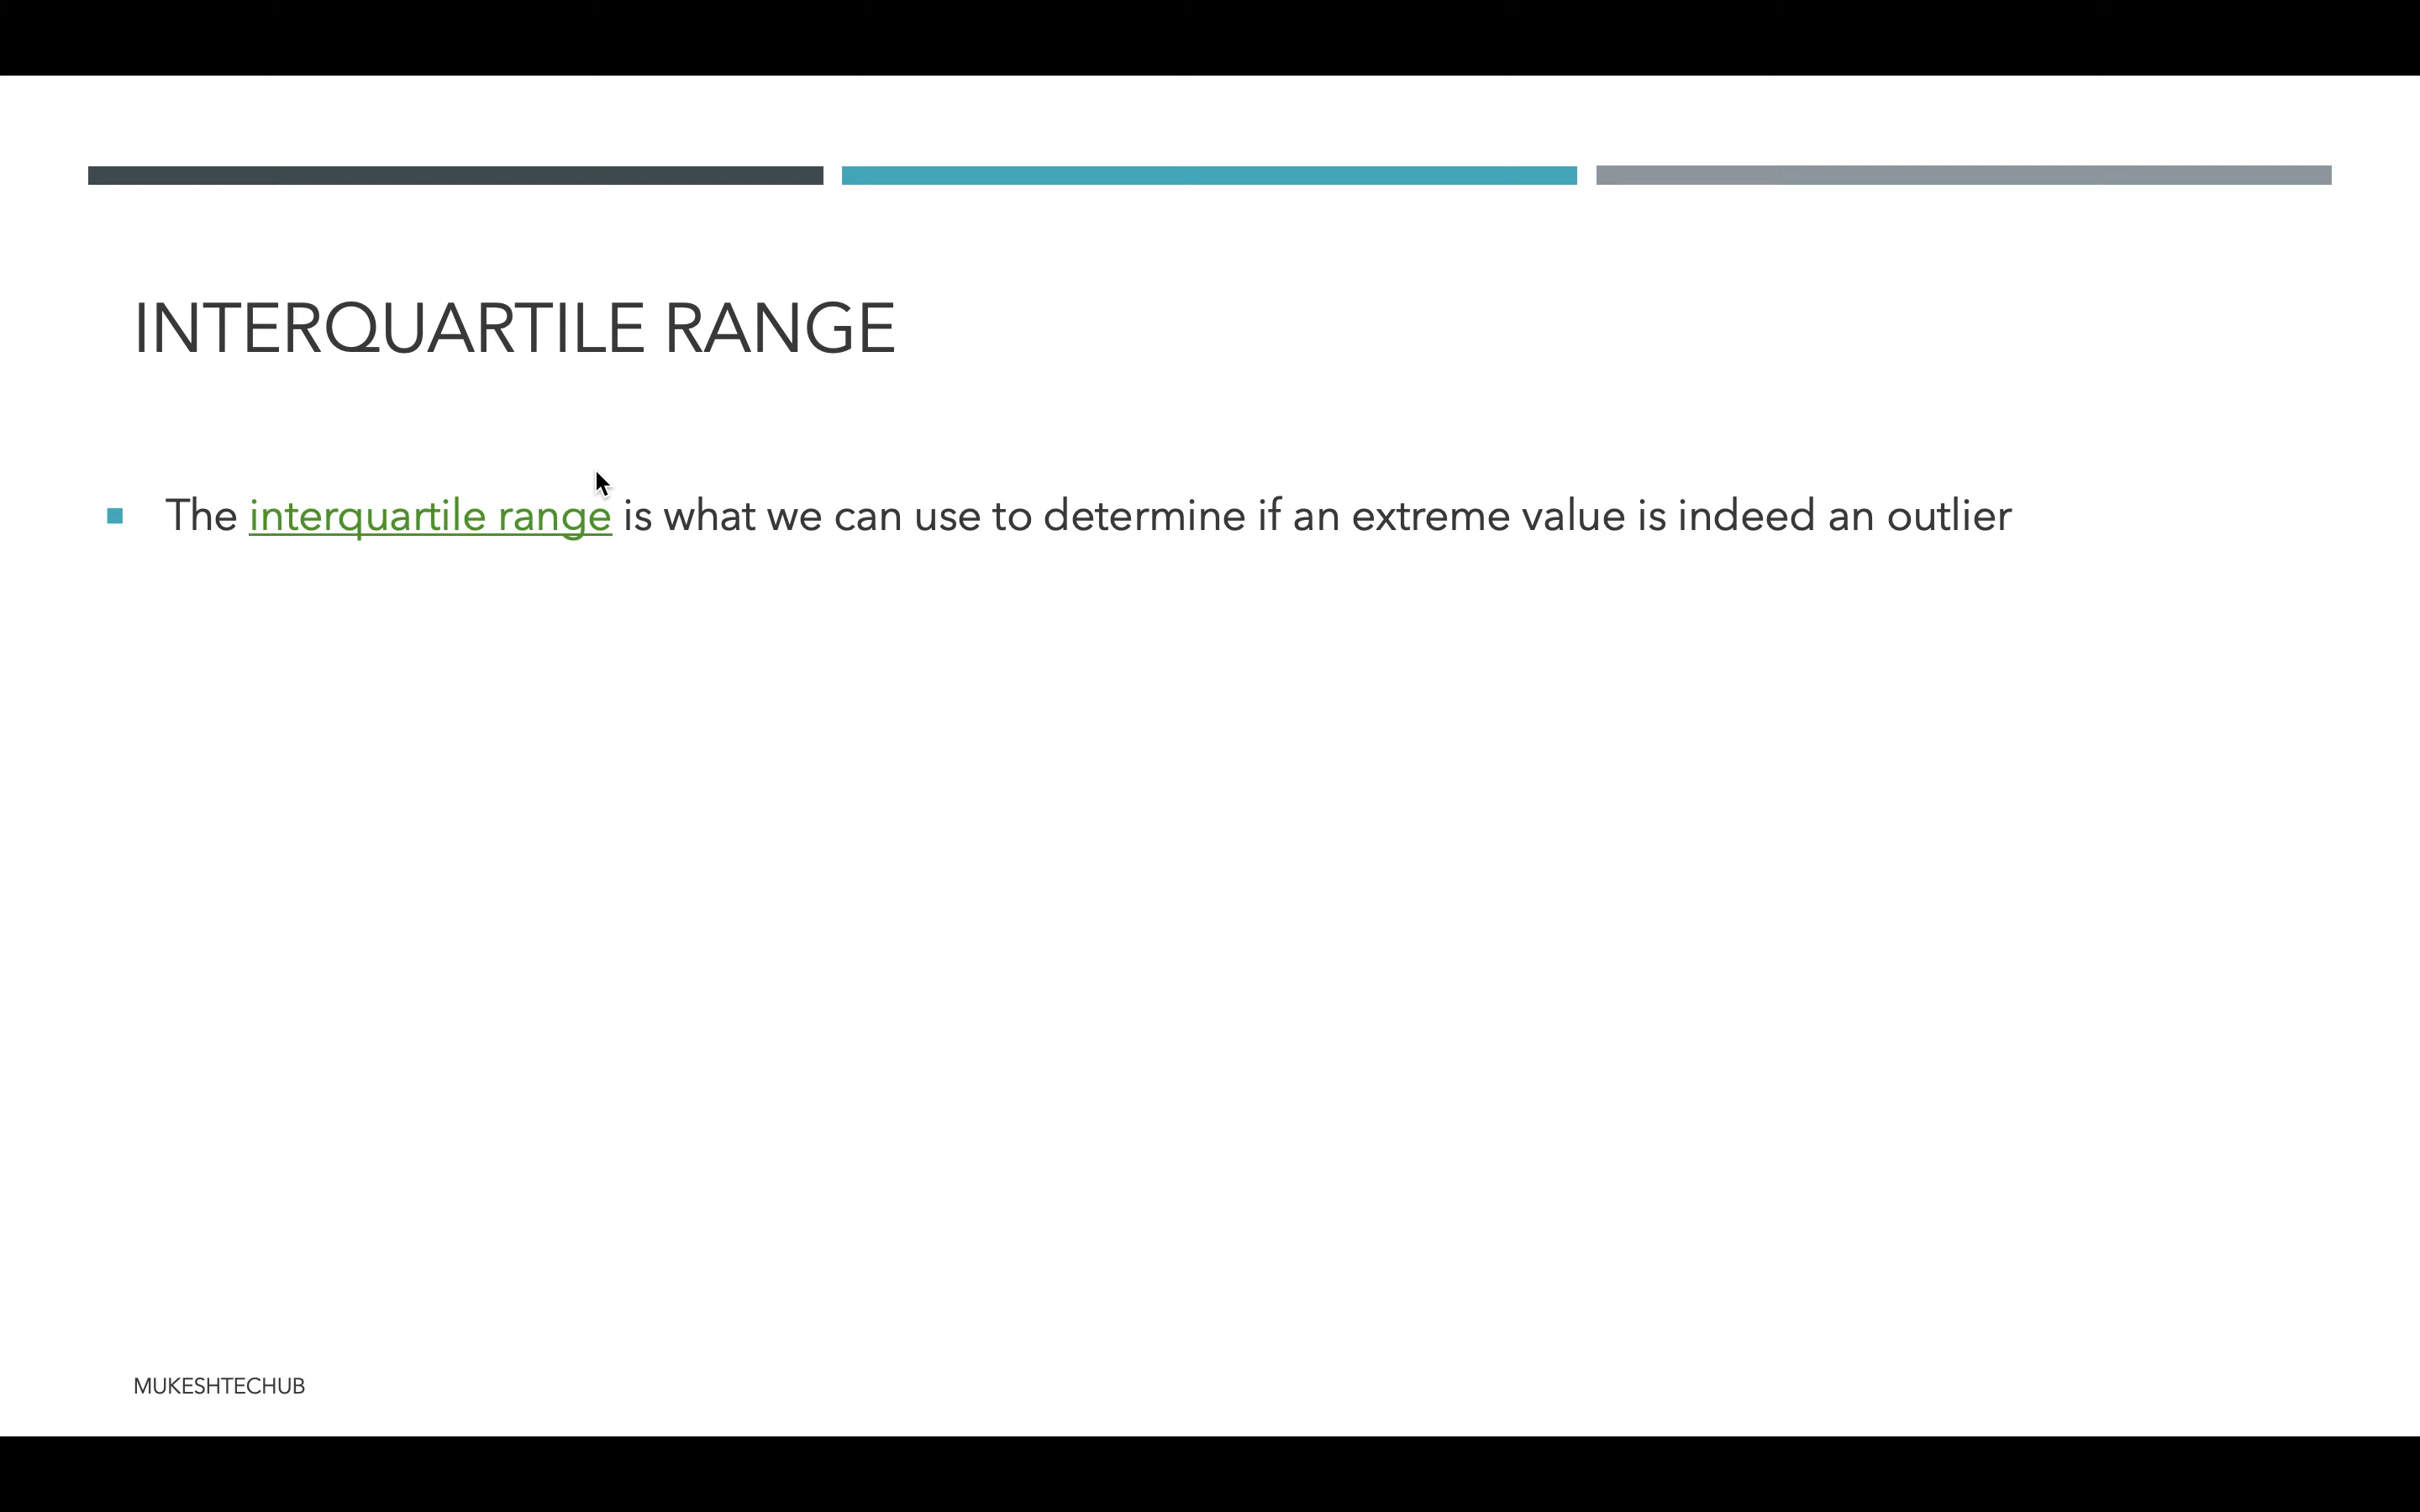 INTERQUARTILE RANGE
The interquartile range is what we can use to determine if an extreme value is indeed an outlier
MUKESHTECHUB